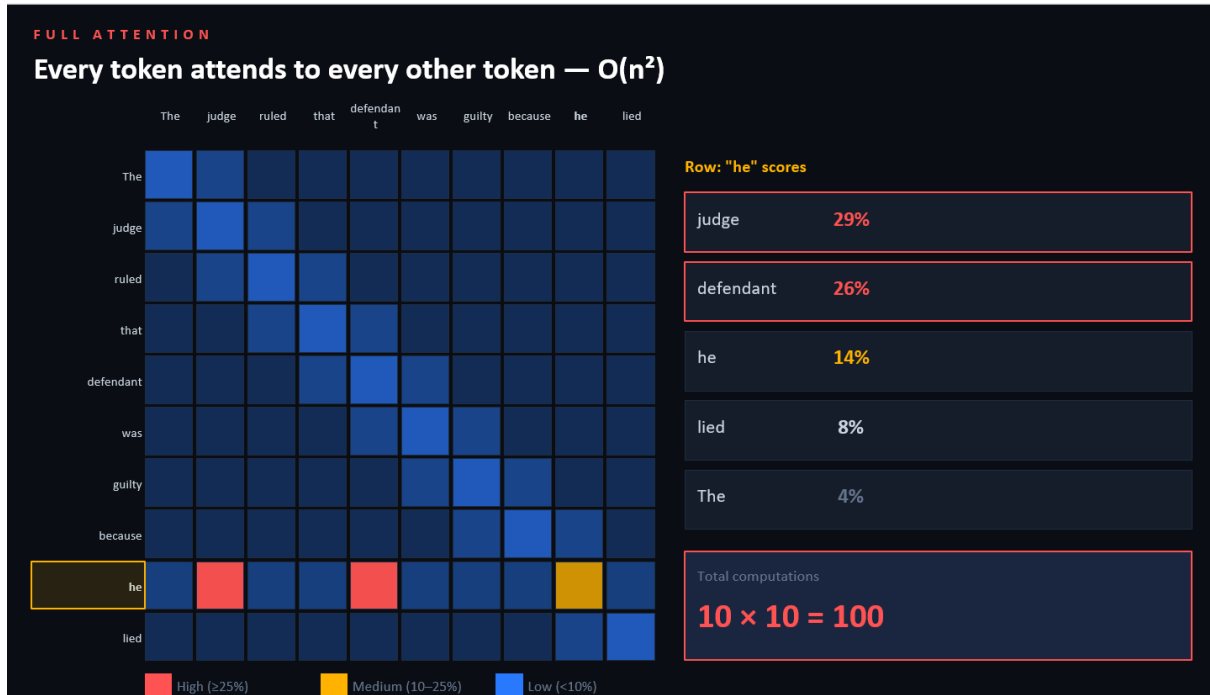 FULL ATTENTION
Every token attends to every other token — O(n²)
The judge ruled that defendan
t was guilty because he lied
The
judge
ruled
that
defendant
was
guilty
because
he
lied
Row: "he" scores
judge 29%
defendant 26%
he 14%
lied 8%
The 4%
Total computations
10 × 10 = 100
High (≥25%) Medium (10–25%) Low (<10%)